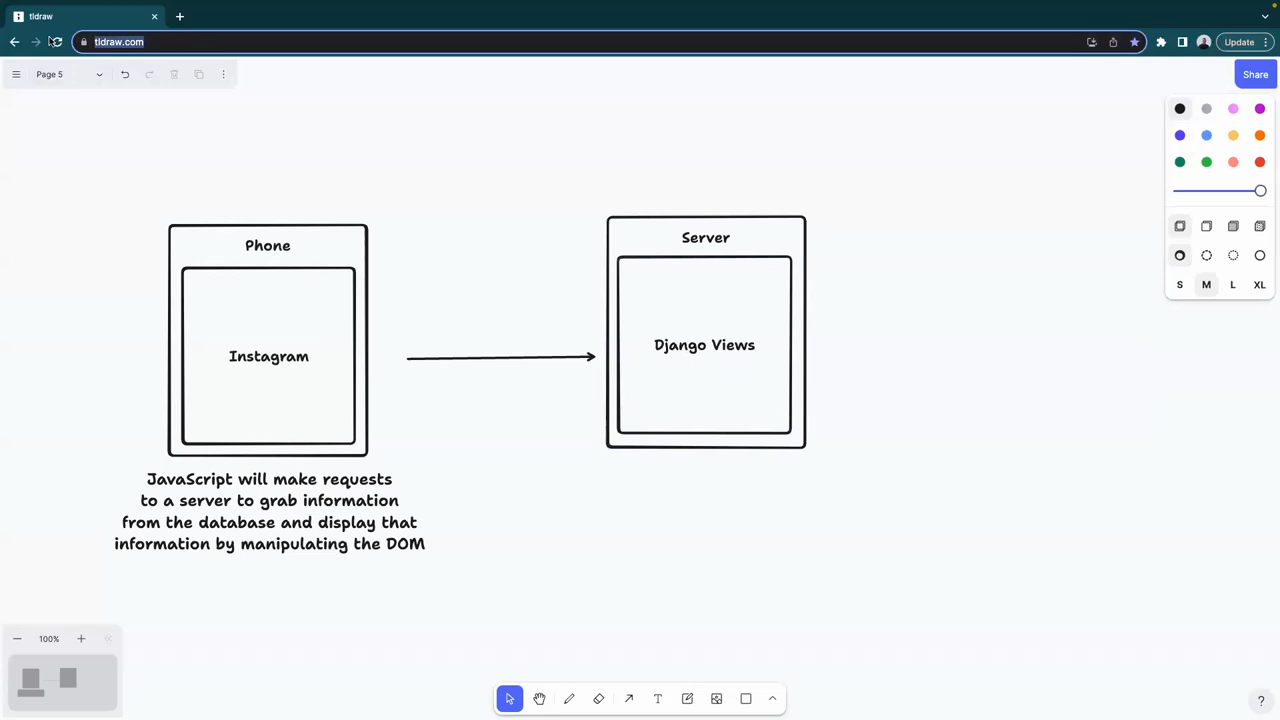 tldraw
tldraw.com
Update
Page 5
Share
S M L XL
Phone
Instagram
Server
Django Views
JavaScript will make requests
to a server to grab information
from the database and display that
information by manipulating the DOM
100%
T
?